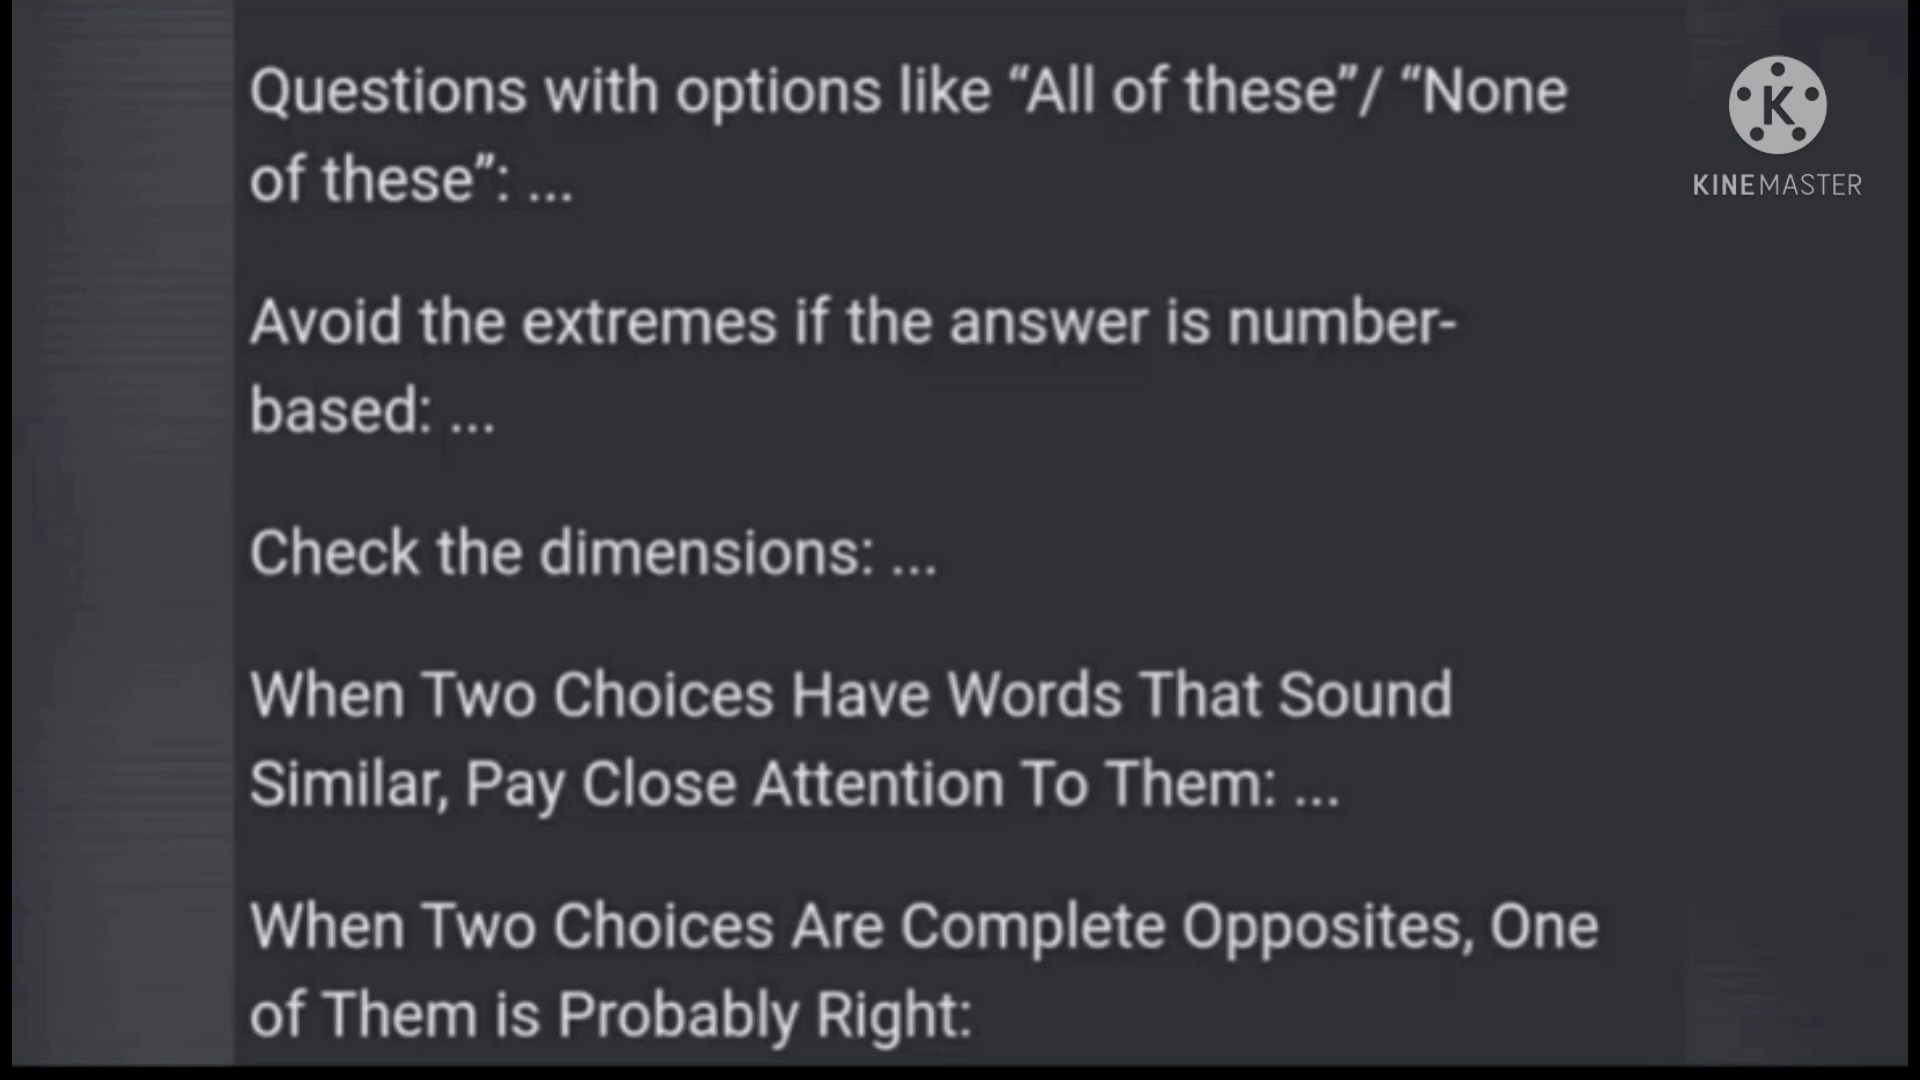 Questions with options like “All of these”/ “None
of these”: ...
Avoid the extremes if the answer is number-
based: ...
Check the dimensions: ...
When Two Choices Have Words That Sound
Similar, Pay Close Attention To Them: ...
When Two Choices Are Complete Opposites, One
of Them is Probably Right:
K
KINEMASTER